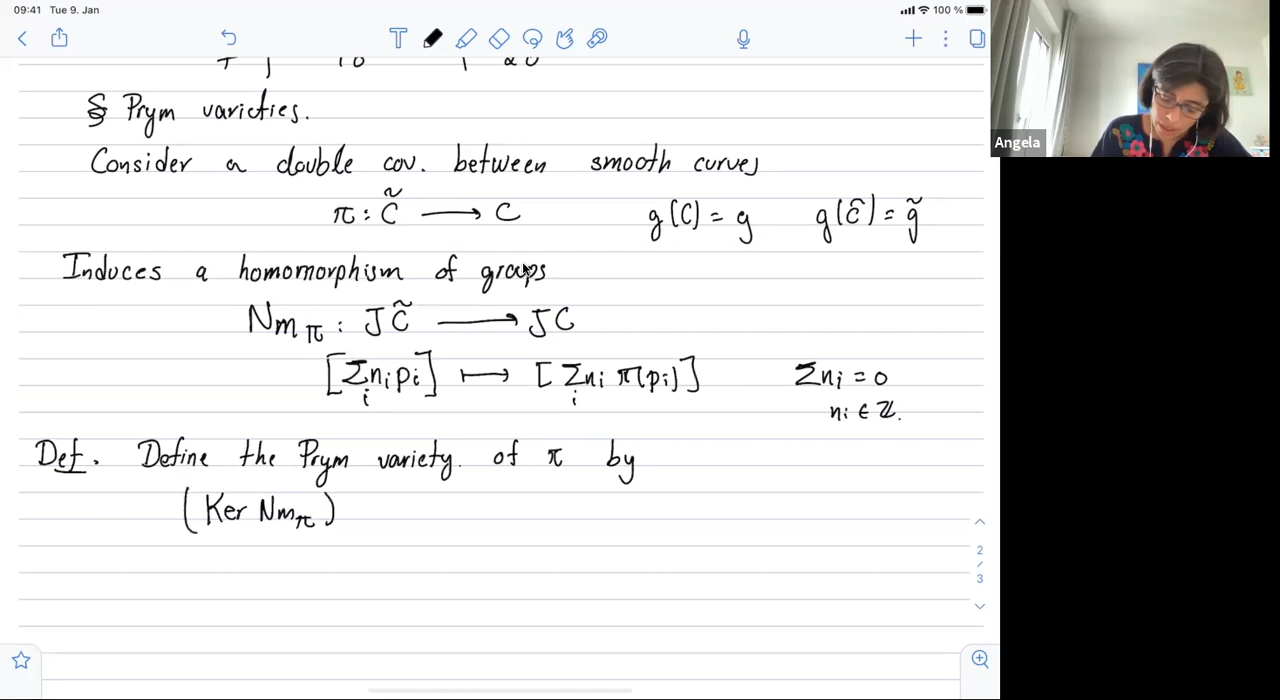 09:41 Tue 9. Jan
100 %
Angela
§ Prym varieties.
Consider a double cov. between smooth curves
π : C̃ ⟶ C g(C) = g g(C̃) = g̃
Induces a homomorphism of groups
Nm_π : JC̃ ⟶ JC
[Σ_i n_i p_i] ⟼ [Σ_i n_i π(p_i)] Σn_i = 0
n_i ∈ ℤ.
Def. Define the Prym variety. of π by
(Ker Nm_π)
2
/
3